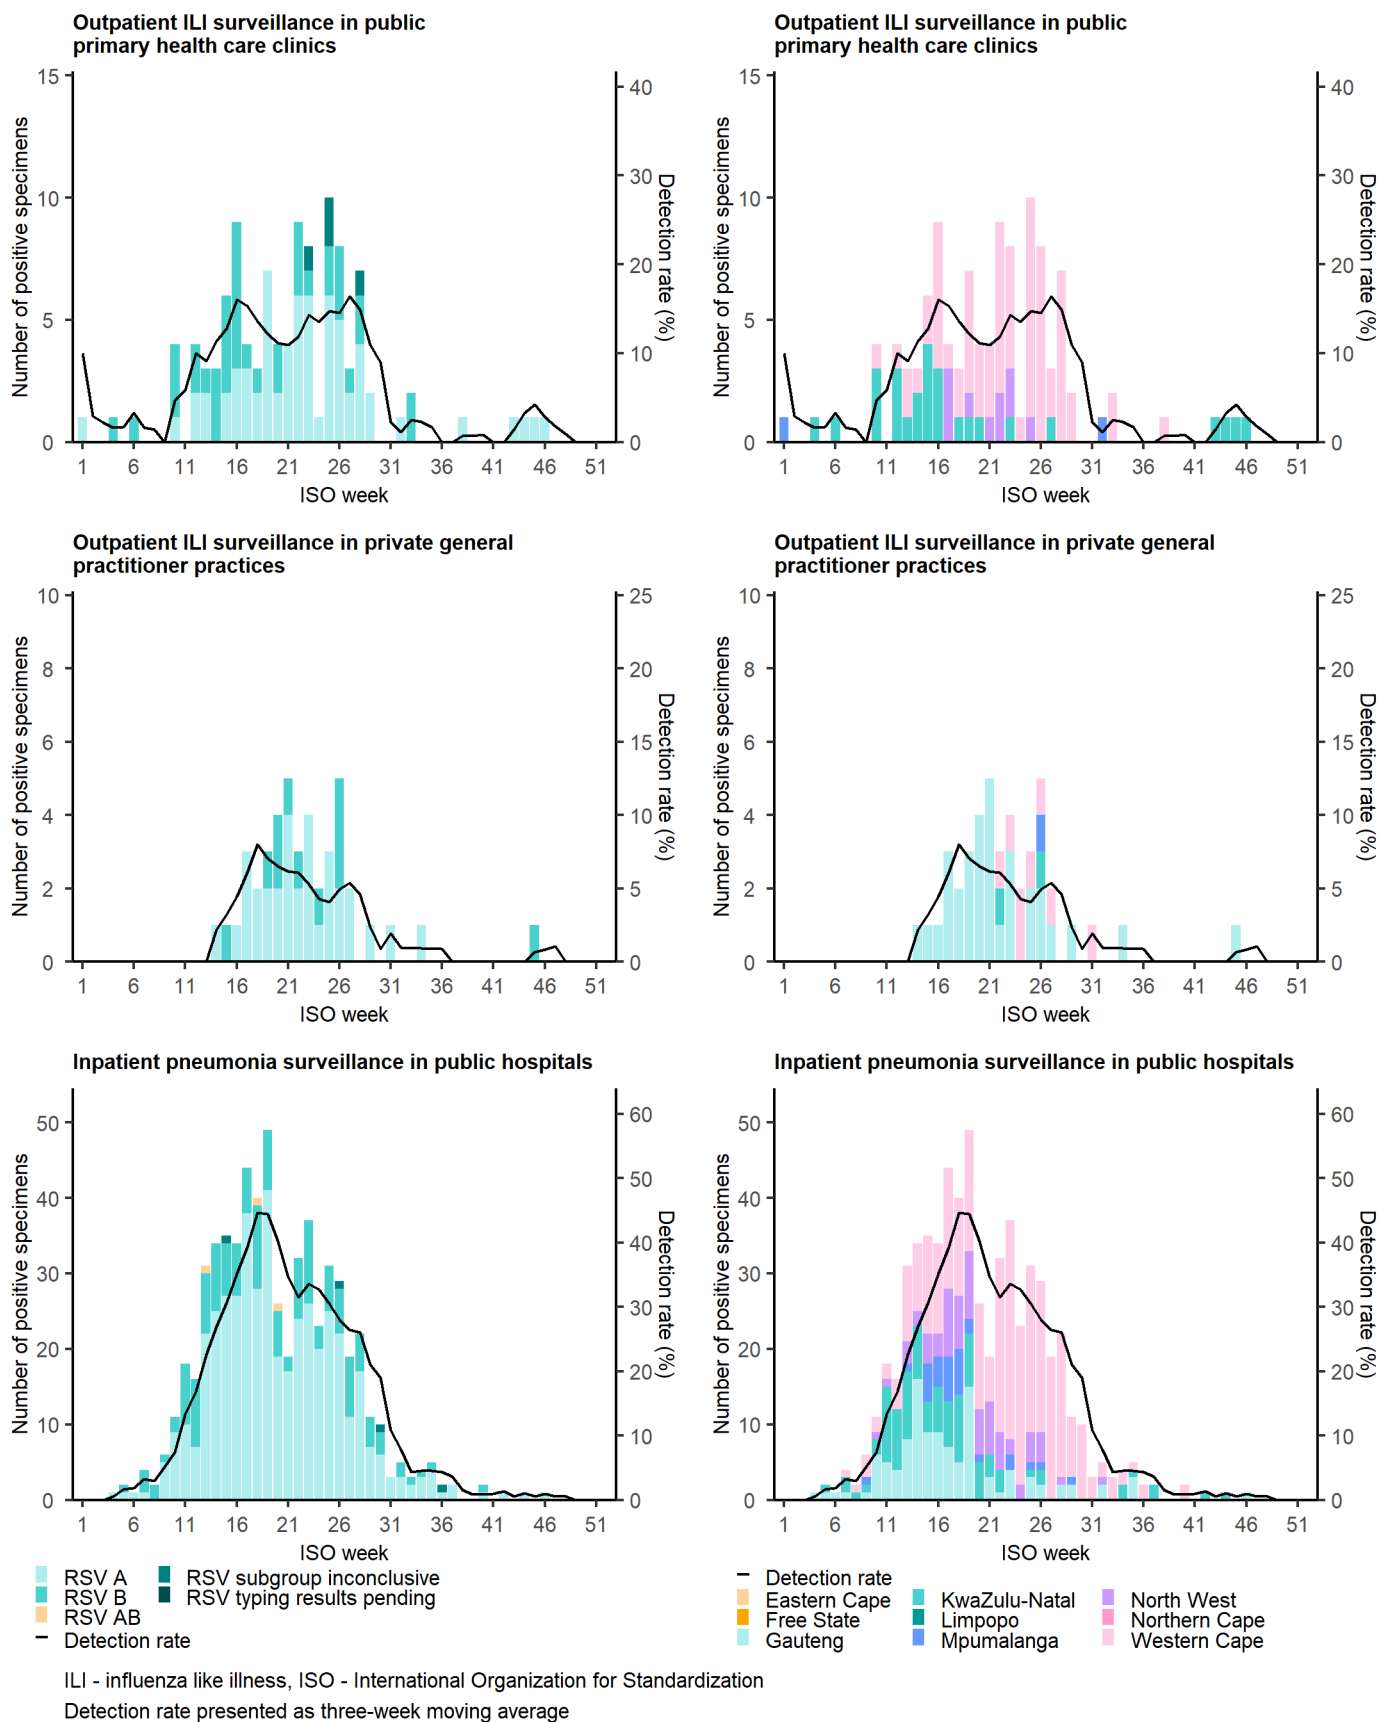 Outpatient ILI surveillance in public
primary health care clinics
15
10
5
0
40
30
20
10
0
Number of positive specimens
Detection rate (%)
1 6 11 16 21 26 31 36 41 46 51
ISO week
Outpatient ILI surveillance in public
primary health care clinics
15
10
5
0
40
30
20
10
0
Number of positive specimens
Detection rate (%)
1 6 11 16 21 26 31 36 41 46 51
ISO week
Outpatient ILI surveillance in private general
practitioner practices
10
8
6
4
2
0
25
20
15
10
5
0
Number of positive specimens
Detection rate (%)
1 6 11 16 21 26 31 36 41 46 51
ISO week
Outpatient ILI surveillance in private general
practitioner practices
10
8
6
4
2
0
25
20
15
10
5
0
Number of positive specimens
Detection rate (%)
1 6 11 16 21 26 31 36 41 46 51
ISO week
Inpatient pneumonia surveillance in public hospitals
50
40
30
20
10
0
60
50
40
30
20
10
0
Number of positive specimens
Detection rate (%)
1 6 11 16 21 26 31 36 41 46 51
ISO week
Inpatient pneumonia surveillance in public hospitals
50
40
30
20
10
0
60
50
40
30
20
10
0
Number of positive specimens
Detection rate (%)
1 6 11 16 21 26 31 36 41 46 51
ISO week
RSV A
RSV B
RSV AB
Detection rate
RSV subgroup inconclusive
RSV typing results pending
Detection rate
Eastern Cape
Free State
Gauteng
KwaZulu-Natal
Limpopo
Mpumalanga
North West
Northern Cape
Western Cape
ILI - influenza like illness, ISO - International Organization for Standardization
Detection rate presented as three-week moving average